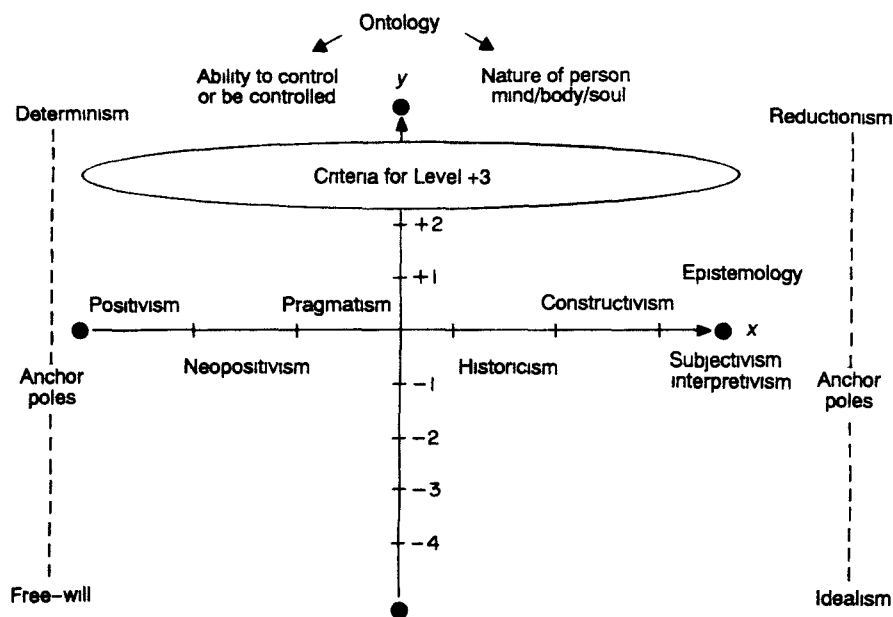 Ontology
Ability to control
or be controlled
y
Nature of person
mind/body/soul
Determinism
Reductionism
Criteria for Level +3
+2
+1
Epistemology
Positivism
Pragmatism
Constructivism
x
Neopositivism
Historicism
Subjectivism
interpretivism
Anchor
poles
-1
Anchor
poles
-2
-3
-4
Free-will
Idealism